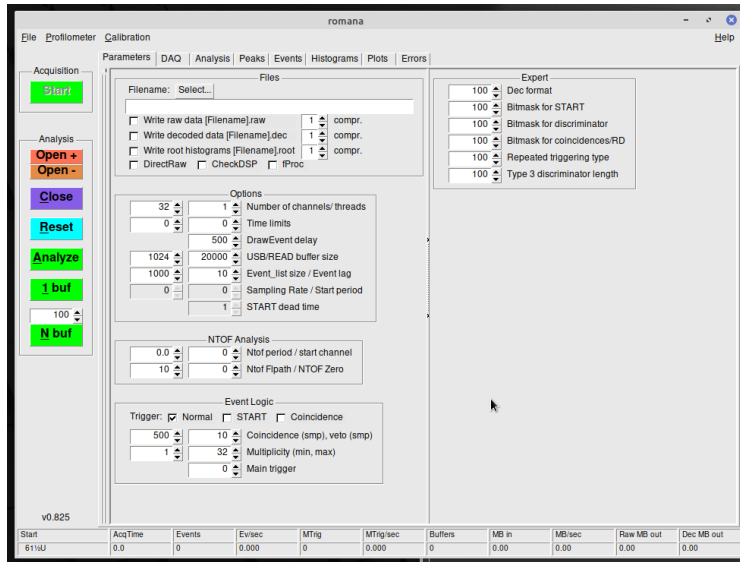 romana
File Profilometer Calibration Help
Parameters DAQ Analysis Peaks Events Histograms Plots Errors
Acquisition
Start
Analysis
Open +
Open -
Close
Reset
Analyze
1 buf
100
N buf
v0.825
Files
Filename: Select...
Write raw data [Filename].raw 1 compr.
Write decoded data [Filename].dec 1 compr.
Write root histograms [Filename].root 1 compr.
DirectRaw CheckDSP fProc
Options
32 1 Number of channels/ threads
0 0 Time limits
500 DrawEvent delay
1024 20000 USB/READ buffer size
1000 10 Event_list size / Event lag
0 0 Sampling Rate / Start period
1 START dead time
NTOF Analysis
0.0 0 Ntof period / start channel
10 0 Ntof Flpath / NTOF Zero
Event Logic
Trigger: Normal START Coincidence
500 10 Coincidence (smp), veto (smp)
1 32 Multiplicity (min, max)
0 Main trigger
Expert
100 Dec format
100 Bitmask for START
100 Bitmask for discriminator
100 Bitmask for coincidences/RD
100 Repeated triggering type
100 Type 3 discriminator length
Start AcqTime Events Ev/sec MTrig MTrig/sec Buffers MB in MB/sec Raw MB out Dec MB out
61½U 0.0 0 0.000 0 0.000 0 0.00 0.00 0.00 0.00